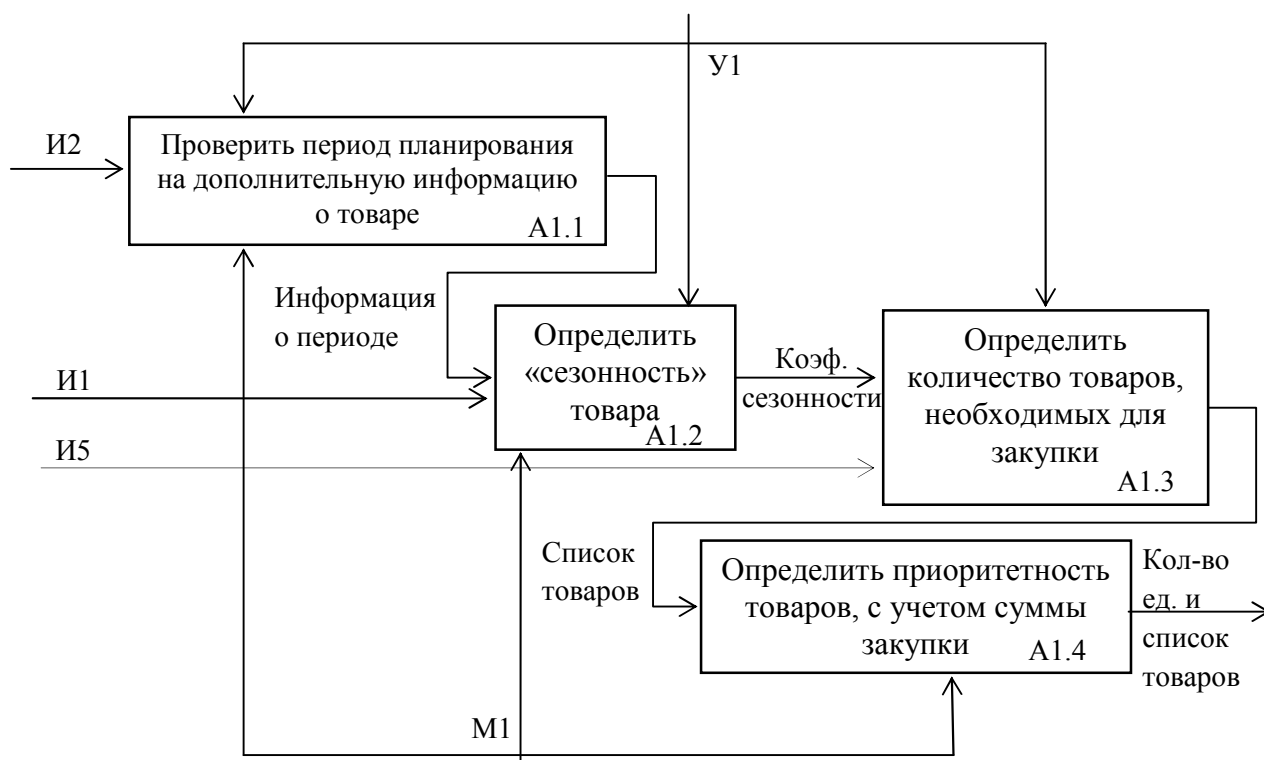 У1
И2
Проверить период планирования
на дополнительную информацию
о товаре
А1.1
Информация
о периоде
Определить
«сезонность»
товара
А1.2
Коэф.
сезонности
Определить
количество товаров,
необходимых для
закупки
А1.3
И1
И5
Список
товаров
Определить приоритетность
товаров, с учетом суммы
закупки
А1.4
Кол-во
ед. и
список
товаров
М1